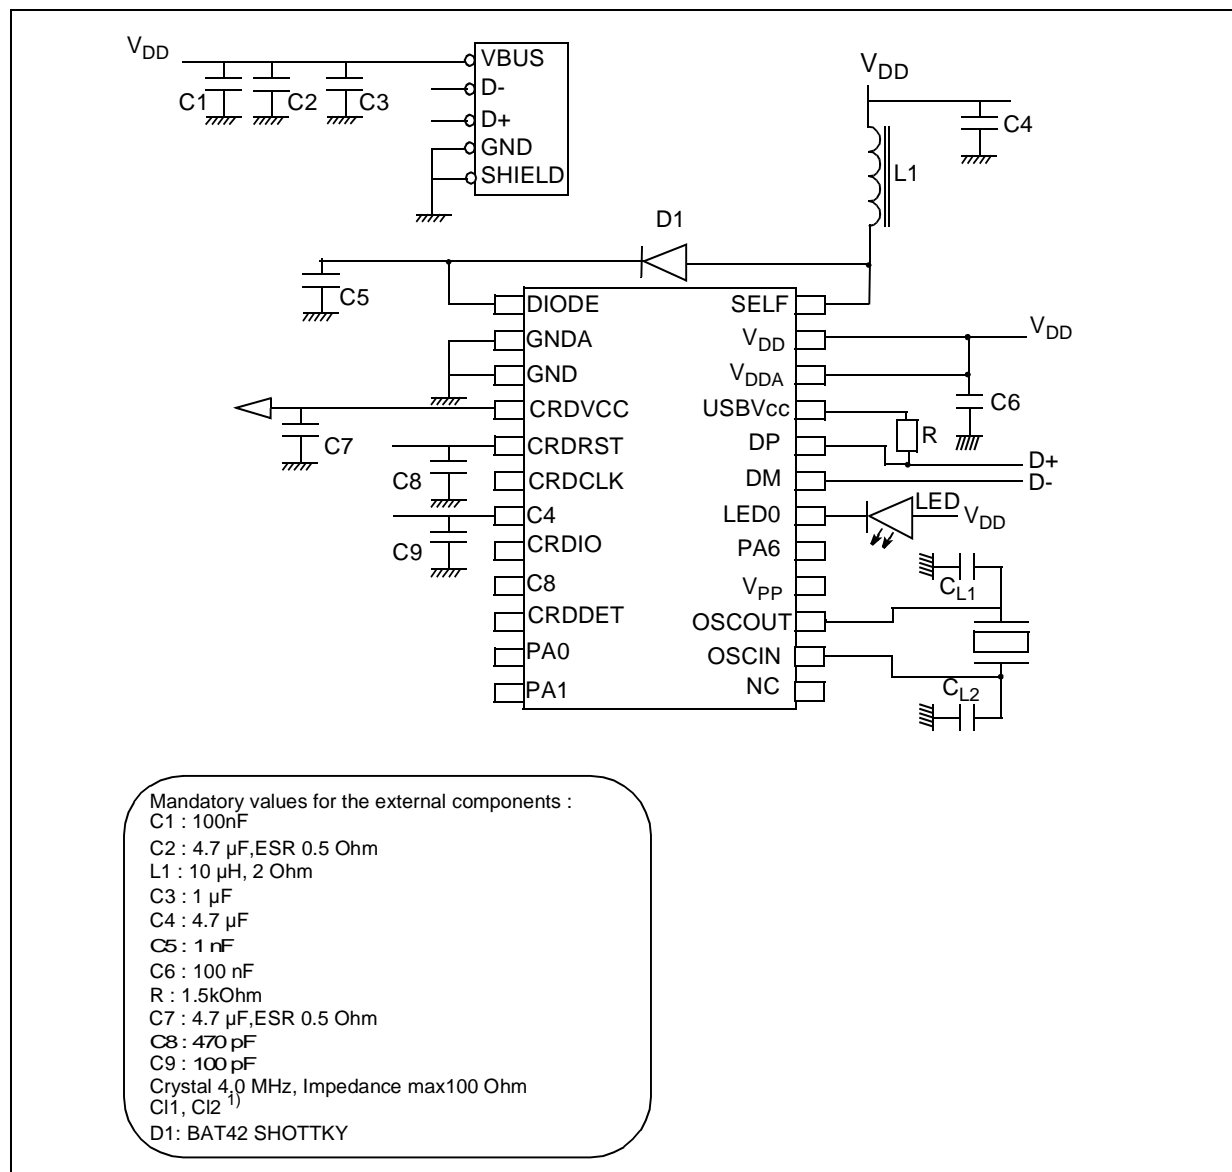 VDD
VBUS
D-
D+
GND
SHIELD
C1
C2
C3
VDD
C4
L1
D1
C5
DIODE
GNDA
GND
CRDVCC
CRDRST
CRDCLK
C4
CRDIO
C8
CRDDET
PA0
PA1
SELF
VDD
VDDA
USBVcc
DP
DM
LED0
PA6
VPP
OSCOUT
OSCIN
NC
C7
C8
C9
VDD
C6
R
D+
D-
LED
VDD
CL1
CL2
Mandatory values for the external components :
C1 : 100nF
C2 : 4.7 µF,ESR 0.5 Ohm
L1 : 10 µH, 2 Ohm
C3 : 1 µF
C4 : 4.7 µF
C5 : 1 nF
C6 : 100 nF
R : 1.5kOhm
C7 : 4.7 µF,ESR 0.5 Ohm
C8 : 470 pF
C9 : 100 pF
Crystal 4.0 MHz, Impedance max100 Ohm
Cl1, Cl2 1)
D1: BAT42 SHOTTKY